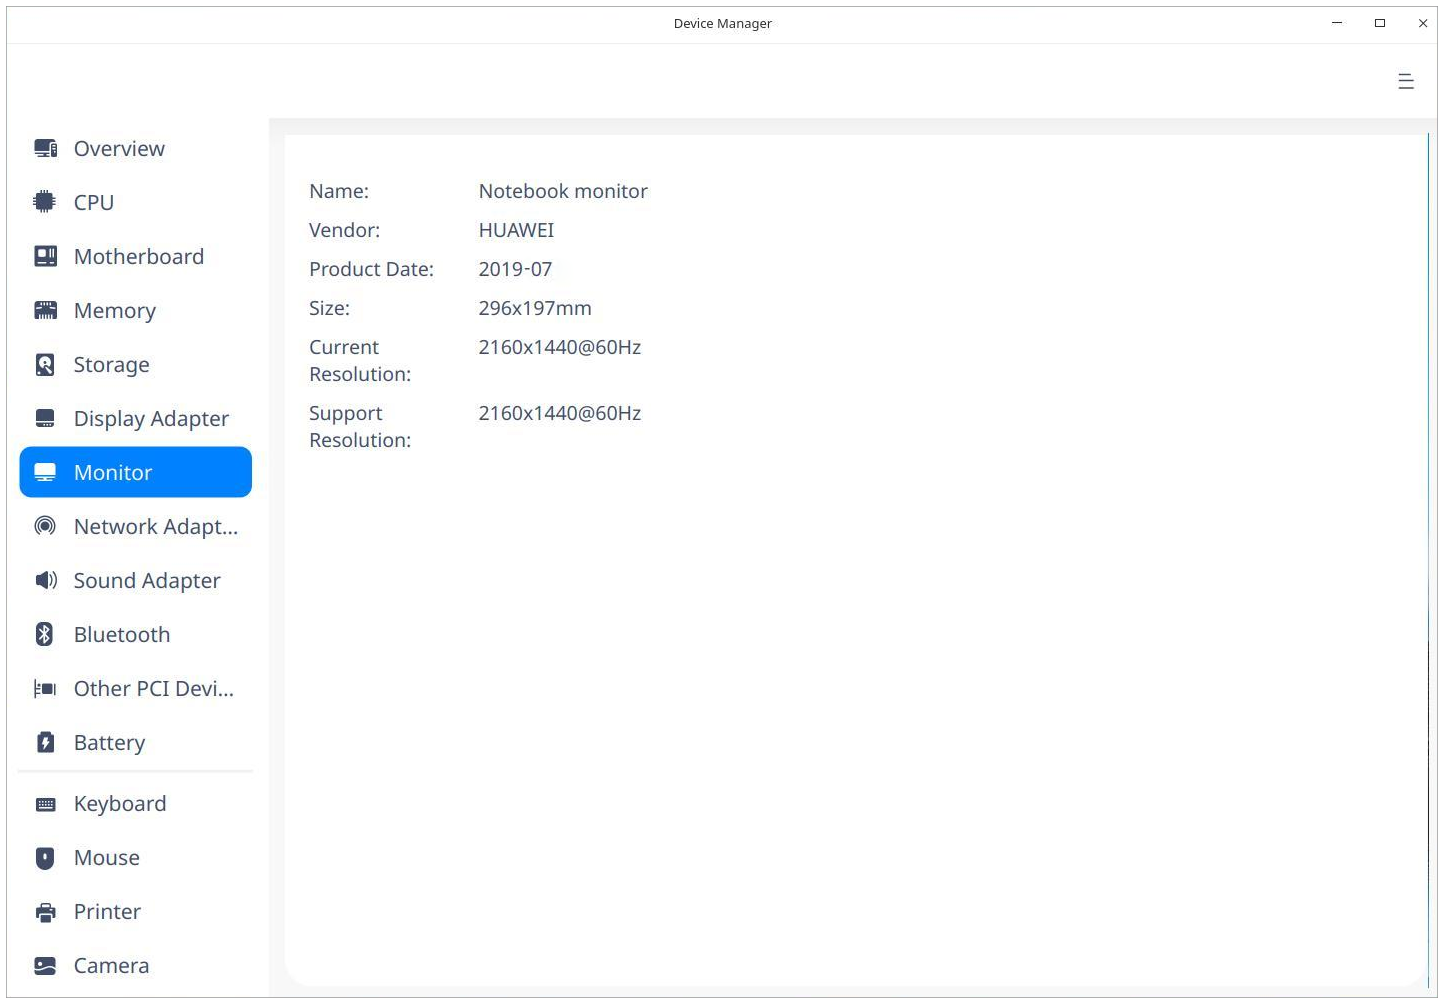 Device Manager
Overview
CPU
Motherboard
Memory
Storage
Display Adapter
Monitor
Network Adapt...
Sound Adapter
Bluetooth
Other PCI Devi...
Battery
Keyboard
Mouse
Printer
Camera
Name: Notebook monitor
Vendor: HUAWEI
Product Date: 2019-07
Size: 296x197mm
Current 2160x1440@60Hz
Resolution:
Support 2160x1440@60Hz
Resolution: